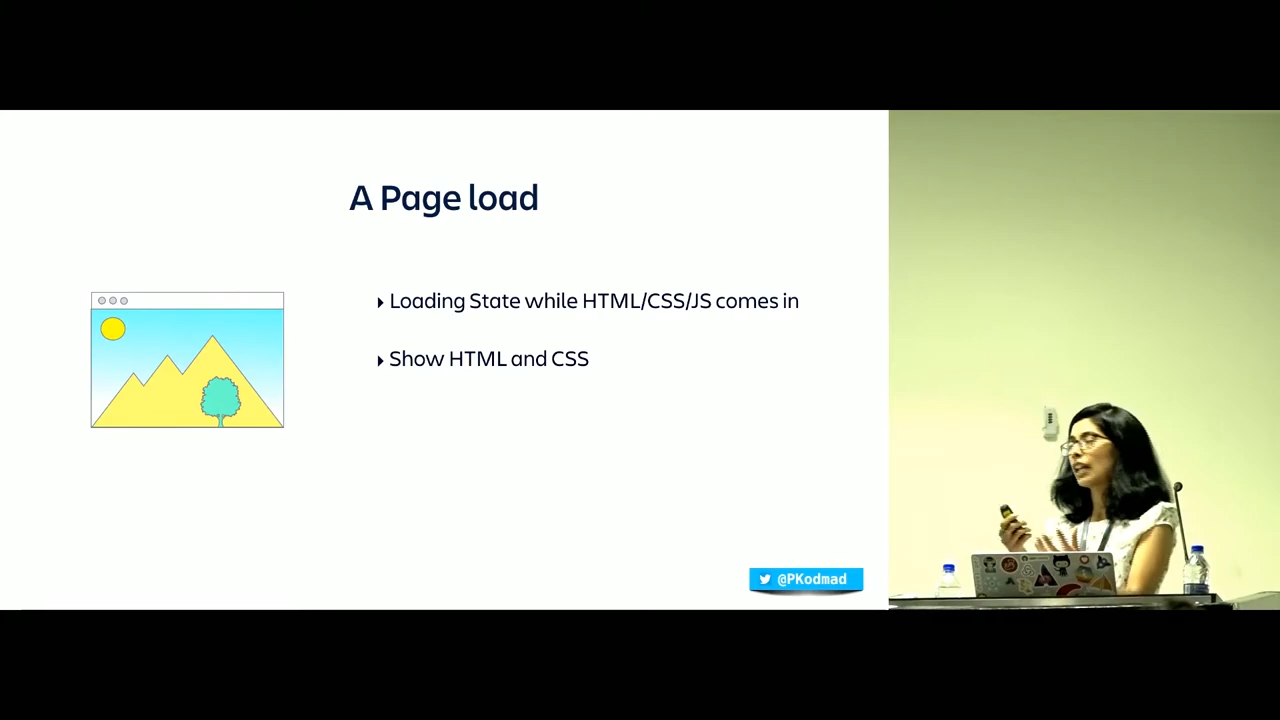 A Page load
Loading State while HTML/CSS/JS comes in
Show HTML and CSS
@PKodmad